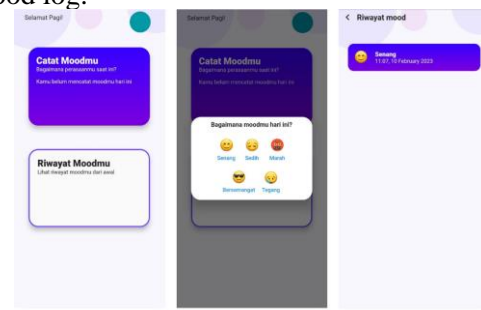 ood log.
Selamat Pagi!
Catat Moodmu
Bagaimana perasaanmu saat ini?
Kamu belum mencatat moodmu hari ini
Riwayat Moodmu
Lihat riwayat moodmu dari awal
Selamat Pagi!
Catat Moodmu
Bagaimana perasaanmu saat ini?
Kamu belum mencatat moodmu hari ini
Bagaimana moodmu hari ini?
Senang Sedih Marah
Bersemangat Tegang
< Riwayat mood
Senang
11:07, 10 February 2023